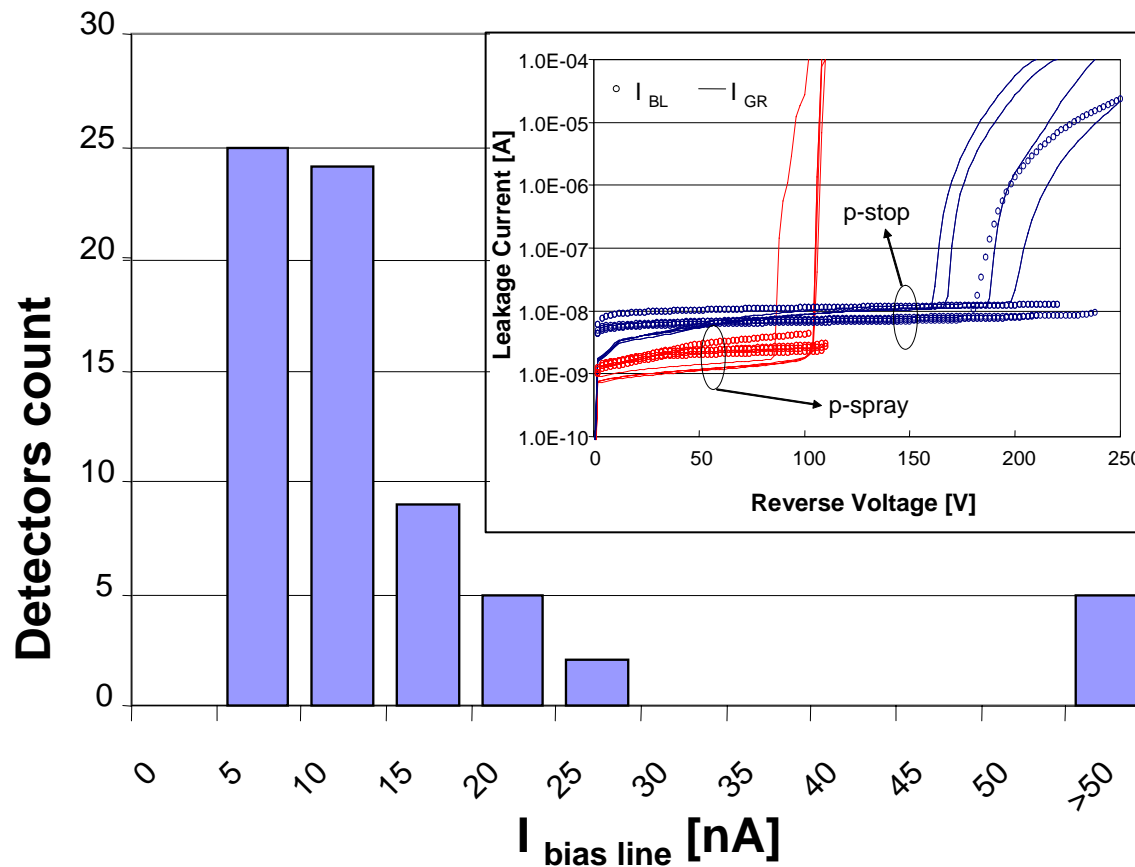 30
25
20
15
10
5
0
Detectors count
0
5
10
15
20
25
30
35
40
45
50
>50
I bias line [nA]
1.0E-04
1.0E-05
1.0E-06
1.0E-07
1.0E-08
1.0E-09
1.0E-10
Leakage Current [A]
I BL
I GR
p-stop
p-spray
0
50
100
150
200
250
Reverse Voltage [V]